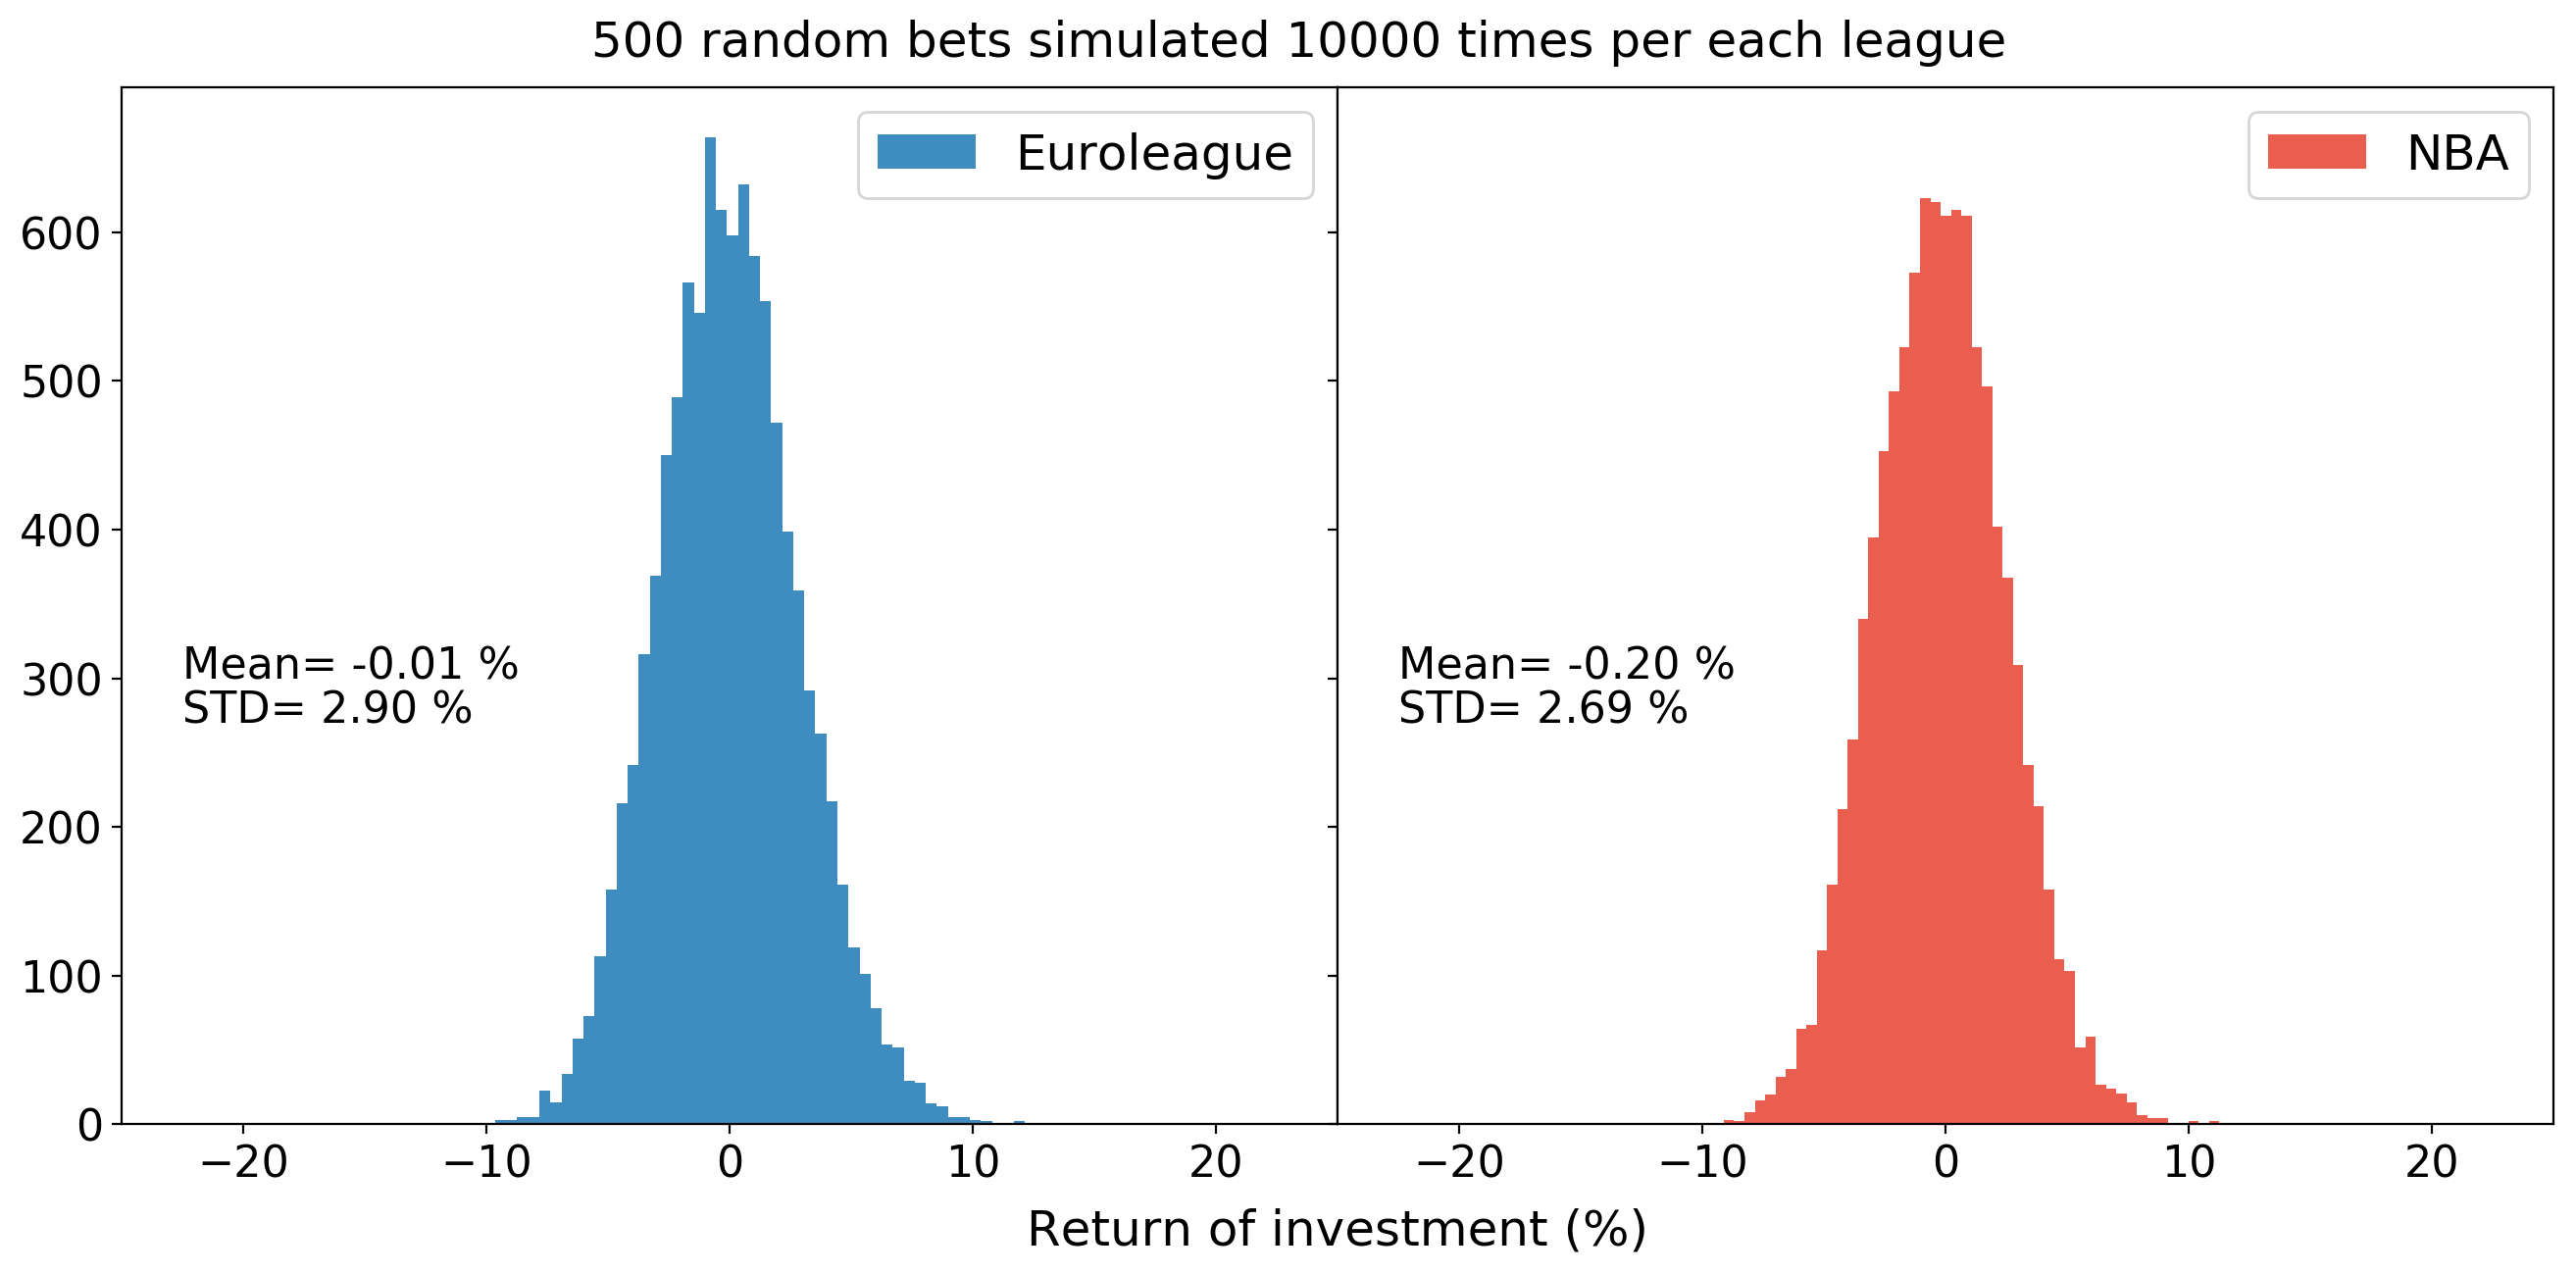 500 random bets simulated 10000 times per each league
Euroleague
NBA
600
500
400
300
200
100
0
Mean= -0.01 %
STD= 2.90 %
Mean= -0.20 %
STD= 2.69 %
−20 −10 0 10 20 −20 −10 0 10 20
Return of investment (%)